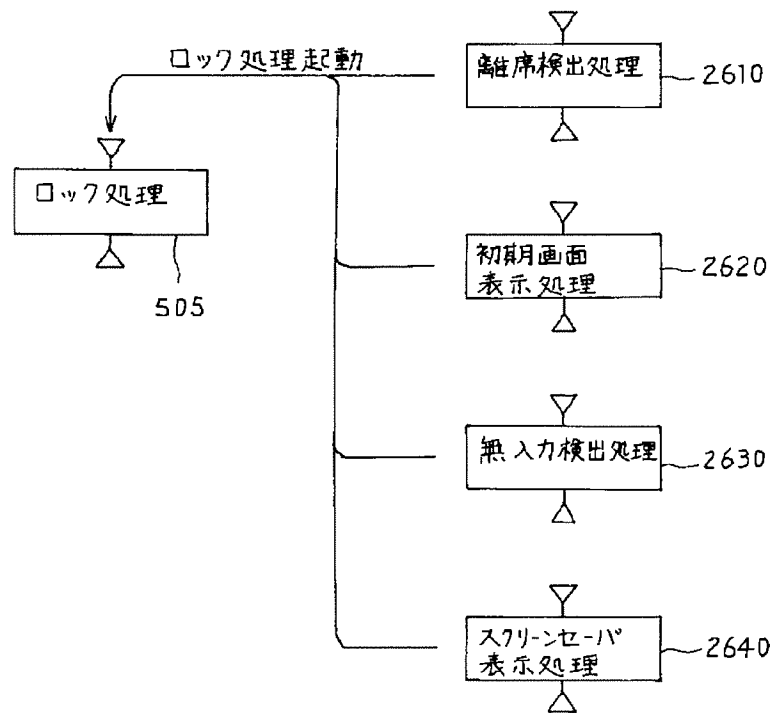 ロック処理起動
離席検出処理
2610
ロック処理
505
初期画面
表示処理
2620
無入力検出処理
2630
スクリーンセーバ
表示処理
2640